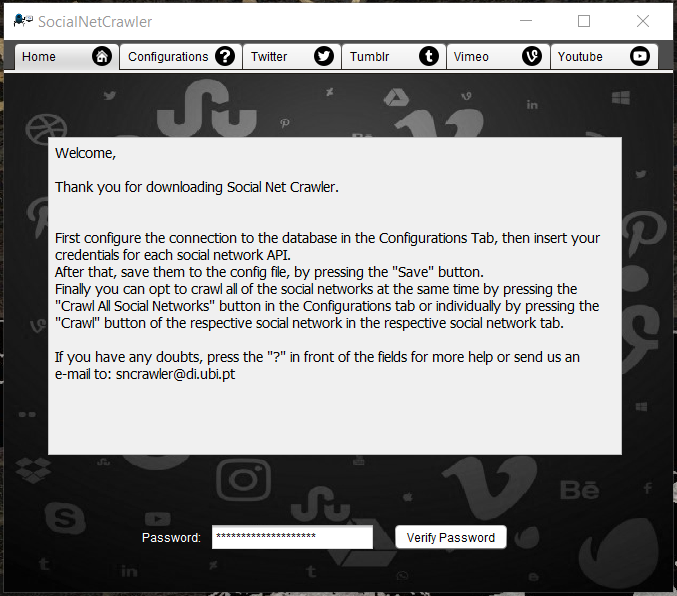 SocialNetCrawler
Home
Configurations
?
Twitter
Tumblr
Vimeo
Youtube
Welcome,
Thank you for downloading Social Net Crawler.
First configure the connection to the database in the Configurations Tab, then insert your
credentials for each social network API.
After that, save them to the config file, by pressing the "Save" button.
Finally you can opt to crawl all of the social networks at the same time by pressing the
"Crawl All Social Networks" button in the Configurations tab or individually by pressing the
"Crawl" button of the respective social network in the respective social network tab.
If you have any doubts, press the "?" in front of the fields for more help or send us an
e-mail to: sncrawler@di.ubi.pt
Password:
********************
Verify Password